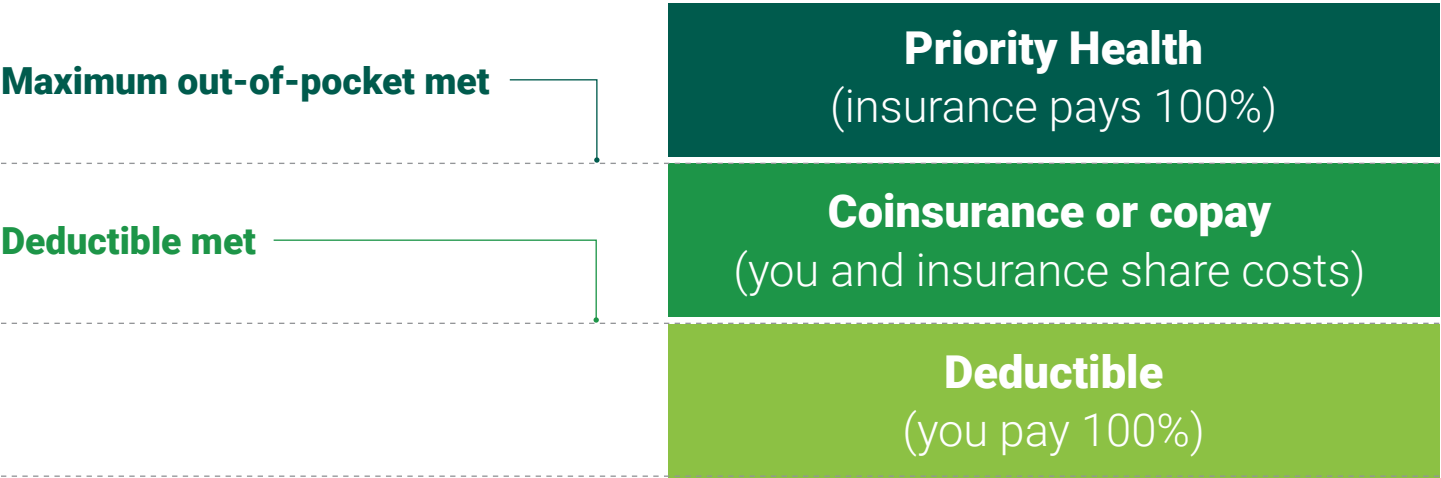 Maximum out-of-pocket met
Priority Health
(insurance pays 100%)
Deductible met
Coinsurance or copay
(you and insurance share costs)
Deductible
(you pay 100%)